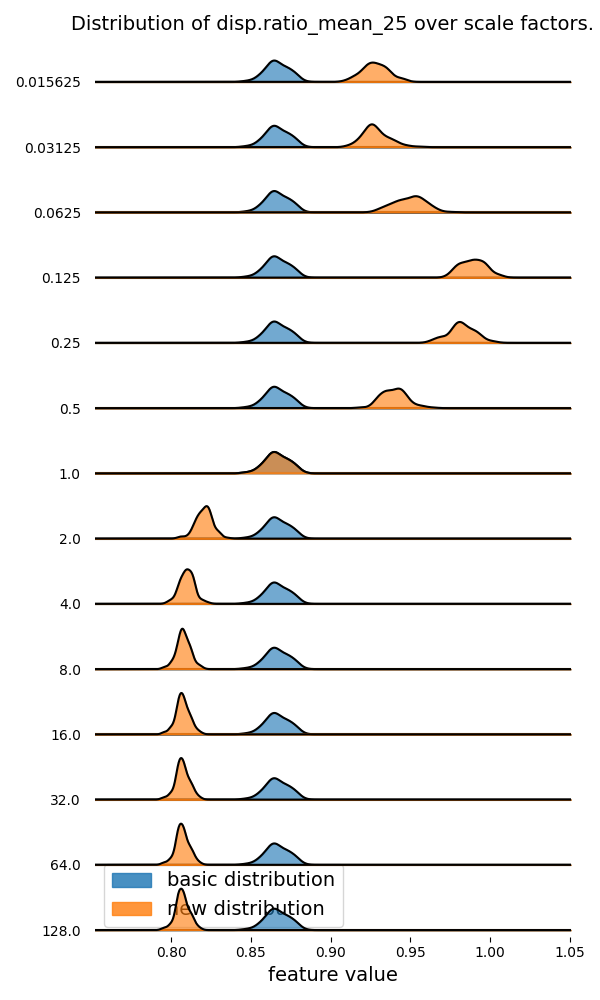 Distribution of disp.ratio_mean_25 over scale factors.
0.015625
0.03125
0.0625
0.125
0.25
0.5
1.0
2.0
4.0
8.0
16.0
32.0
64.0
basic distribution
new distribution
128.0
0.80 0.85 0.90 0.95 1.00 1.05
feature value